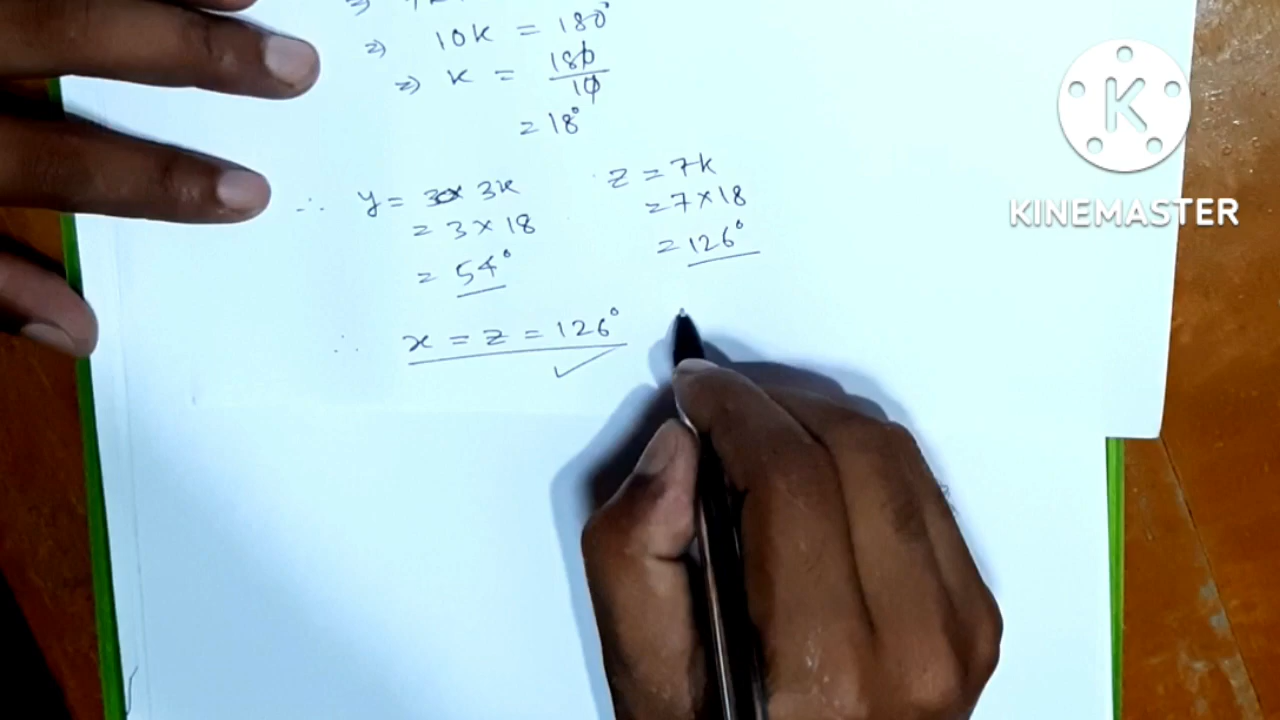 ⇒ 10k = 180°
⇒ k = 180/10
= 18°
∴ y = 3k
= 3 × 18
= 54°
z = 7k
= 7 × 18
= 126°
∴ x = z = 126°
K
KINEMASTER